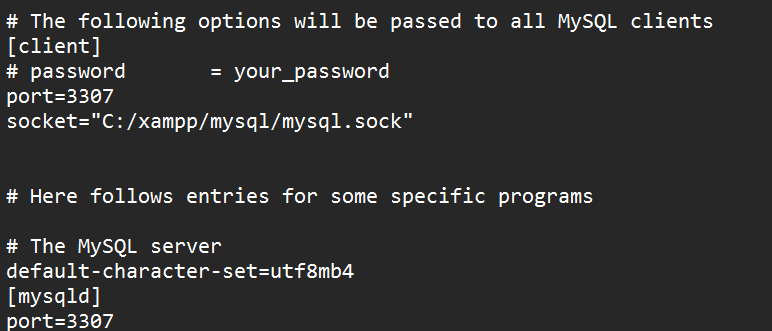 # The following options will be passed to all MySQL clients
[client]
# password       = your_password
port=3307
socket="C:/xampp/mysql/mysql.sock"
# Here follows entries for some specific programs
# The MySQL server
default-character-set=utf8mb4
[mysqld]
port=3307